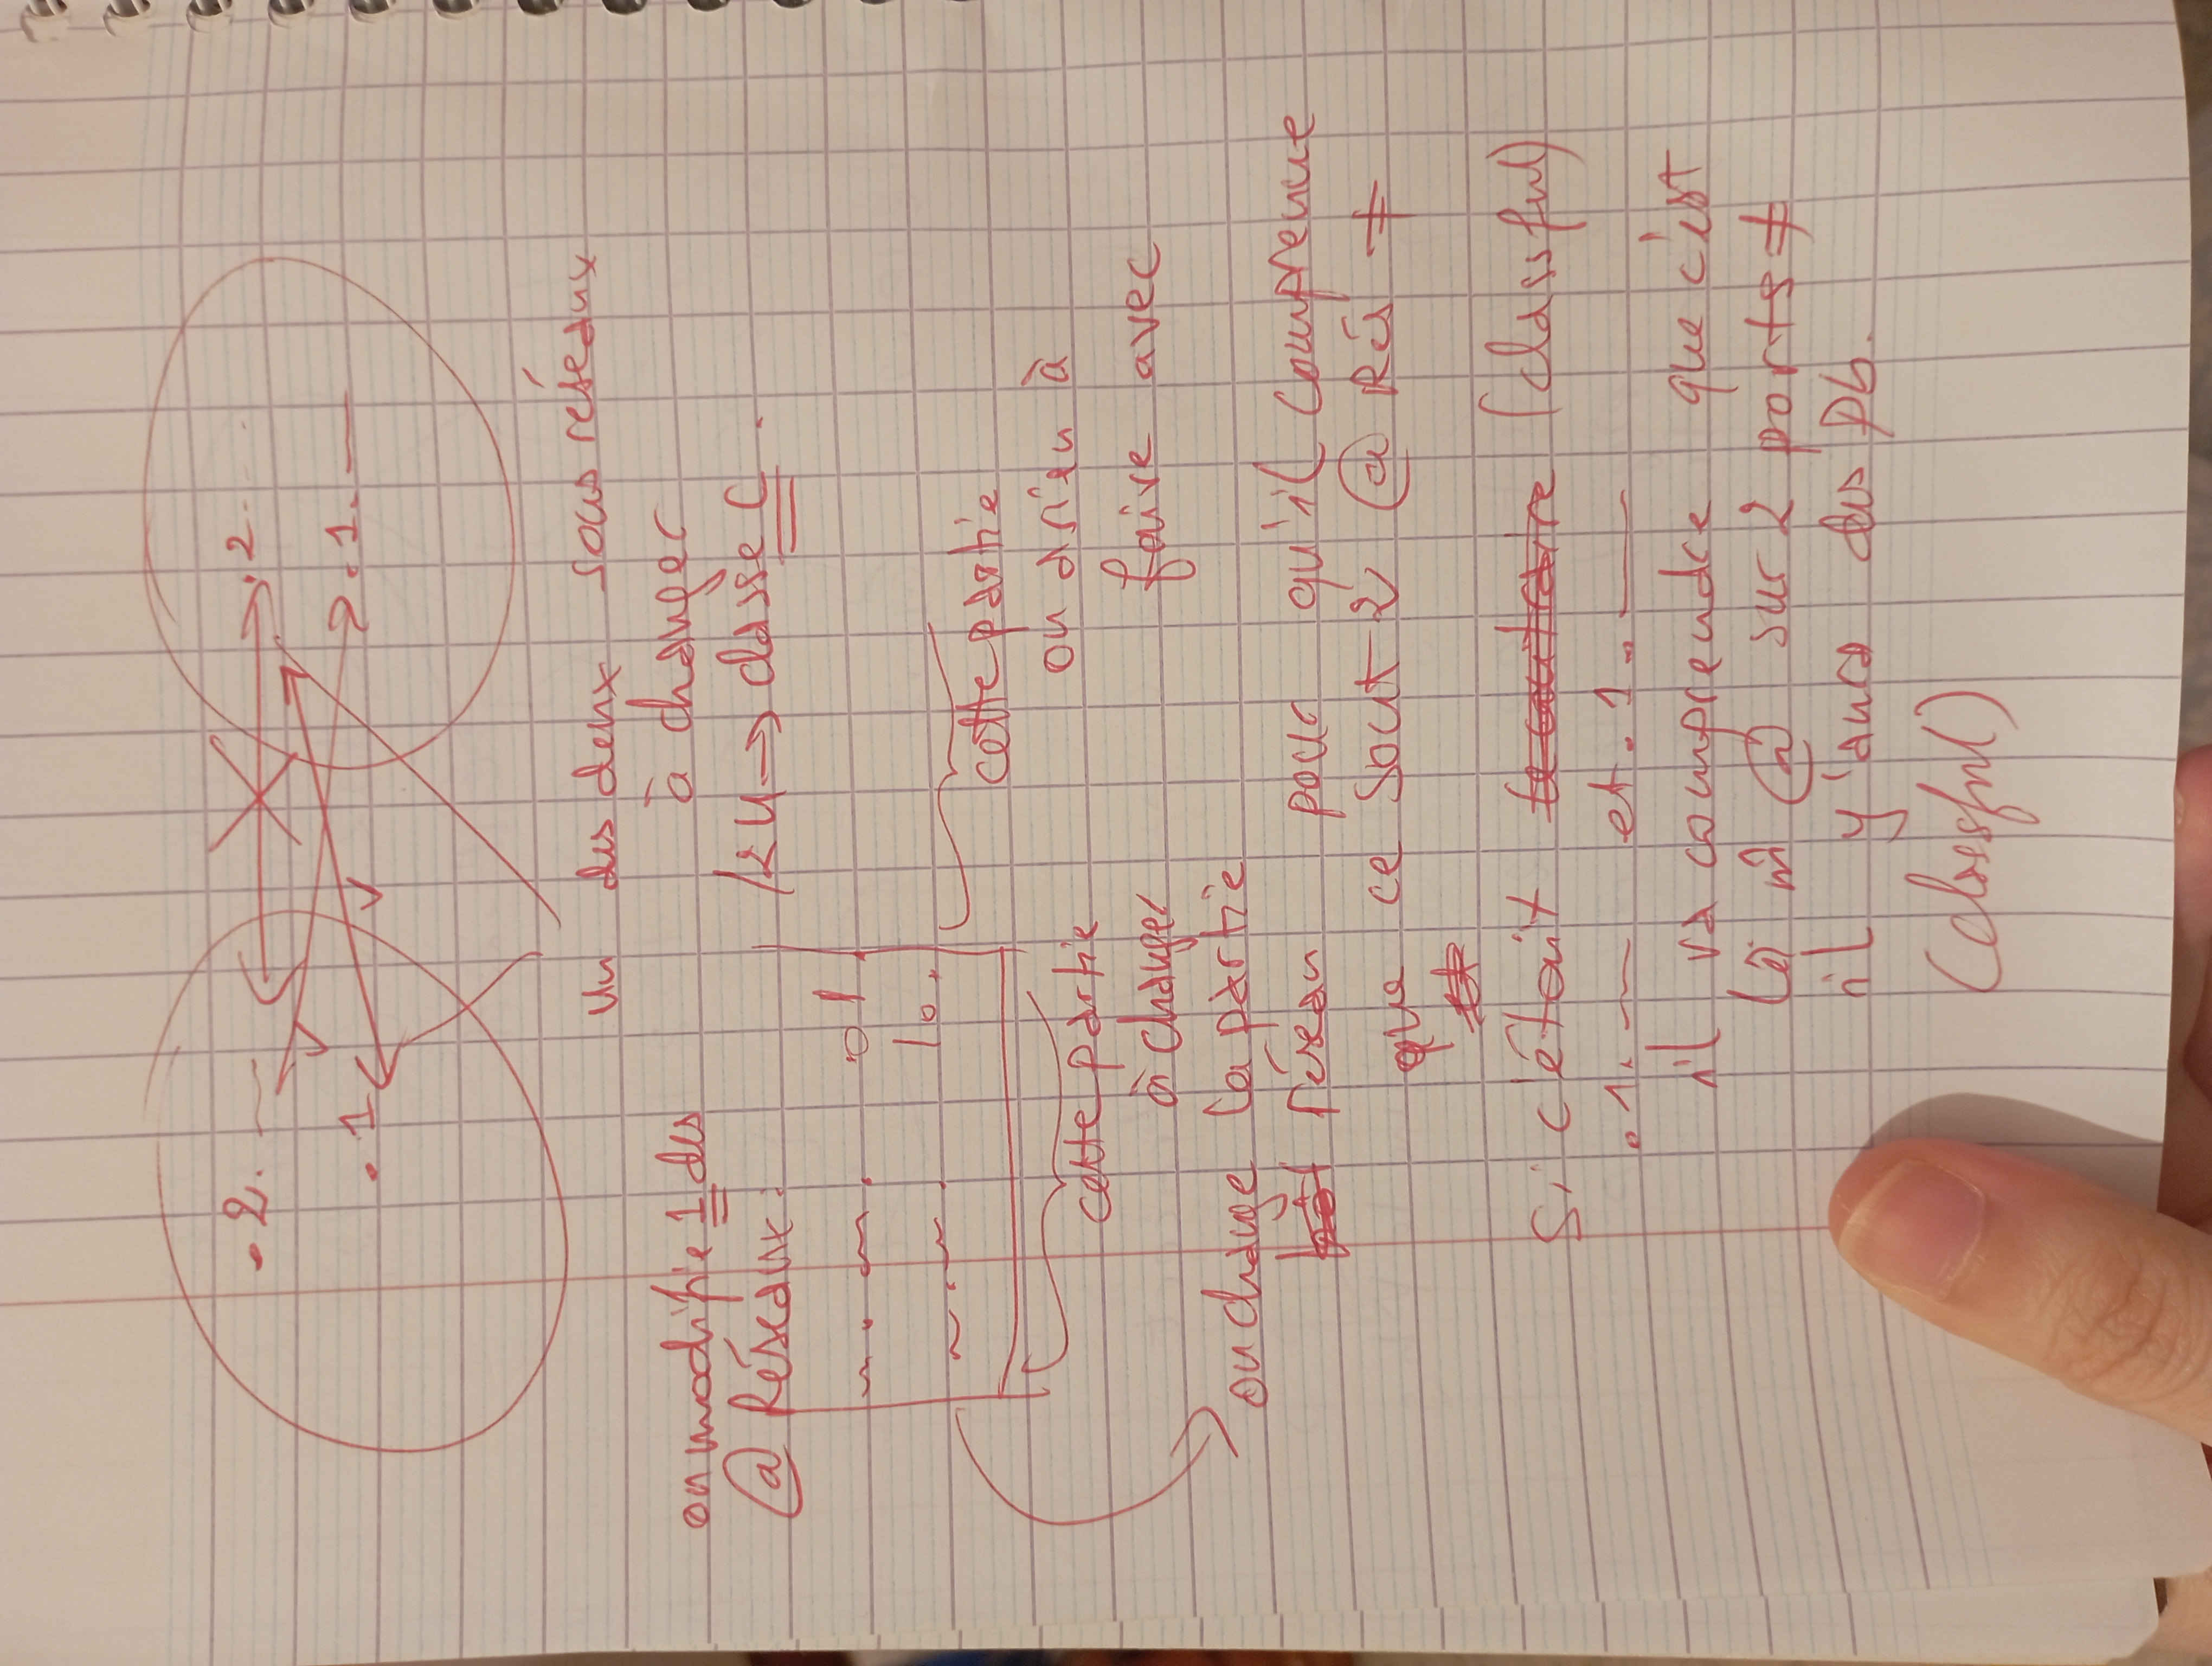 .2. —
.2. --
.1
.1. —
Un des deux sous réseaux
à changer
/24 → classe C.
on modifie 1 des
@ Réseaux:
.01.
10.
cette partie
on a rien à
faire avec
cette partie
à changer
on change la partie
réseau pour qu'il comprenne
que ce sont 2 @ Rés ≠
Si c'était le contraire (classful)
.1. — et .1. —
il va comprendre que c'est
la m̂ @ sur 2 ports ≠
il y'aura des pb.
(classful)